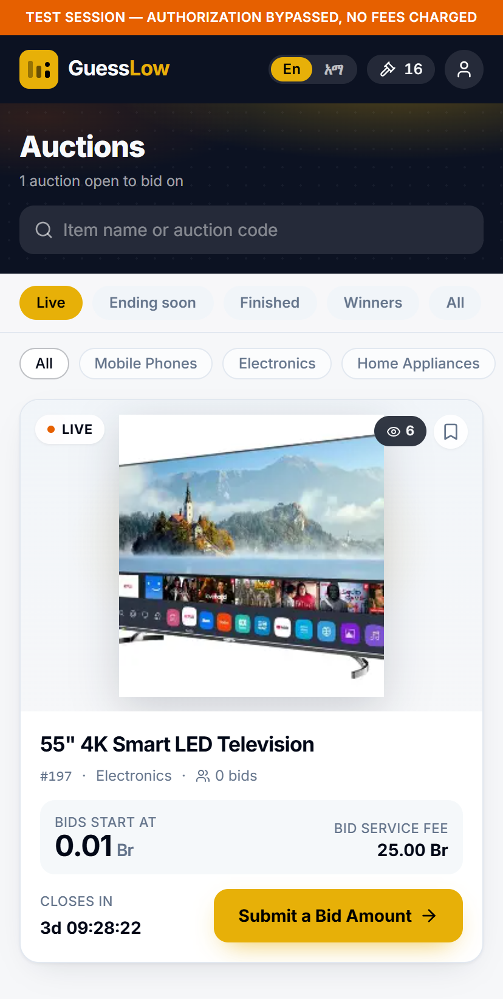 TEST SESSION — AUTHORIZATION BYPASSED, NO FEES CHARGED
GuessLow
En
አማ
16
Auctions
1 auction open to bid on
Item name or auction code
Live
Ending soon
Finished
Winners
All
All
Mobile Phones
Electronics
Home Appliances
LIVE
6
55" 4K Smart LED Television
#197 · Electronics · 0 bids
BIDS START AT
0.01 Br
BID SERVICE FEE
25.00 Br
CLOSES IN
3d 09:28:22
Submit a Bid Amount →